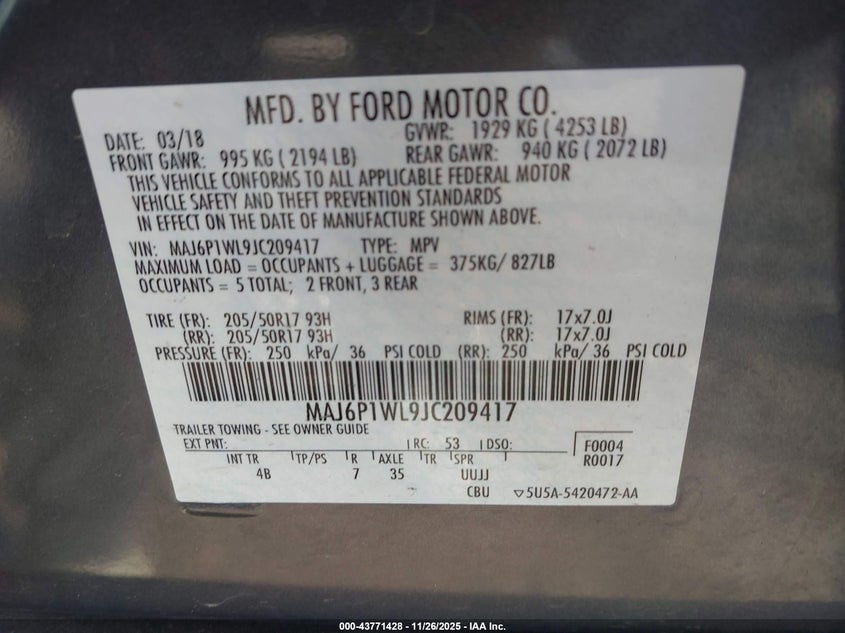 MFD. BY FORD MOTOR CO.
DATE: 03/18 GVWR: 1929 KG ( 4253 LB)
FRONT GAWR: 995 KG ( 2194 LB) REAR GAWR: 940 KG ( 2072 LB)
THIS VEHICLE CONFORMS TO ALL APPLICABLE FEDERAL MOTOR
VEHICLE SAFETY AND THEFT PREVENTION STANDARDS
IN EFFECT ON THE DATE OF MANUFACTURE SHOWN ABOVE.
VIN: MAJ6P1WL9JC209417 TYPE: MPV
MAXIMUM LOAD = OCCUPANTS + LUGGAGE = 375KG/ 827LB
OCCUPANTS = 5 TOTAL; 2 FRONT, 3 REAR
TIRE (FR): 205/50R17 93H RIMS (FR): 17x7.0J
(RR): 205/50R17 93H (RR): 17x7.0J
PRESSURE (FR): 250 kPa/ 36 PSI COLD (RR): 250 kPa/ 36 PSI COLD
MAJ6P1WL9JC209417
TRAILER TOWING - SEE OWNER GUIDE
EXT PNT: RC: 53 DSO: F0004
R0017
INT TR TP/PS R AXLE TR SPR
4B 7 35 UUJJ
CBU ▽5U5A-5420472-AA
000-43771428 - 11/26/2025 - IAA Inc.